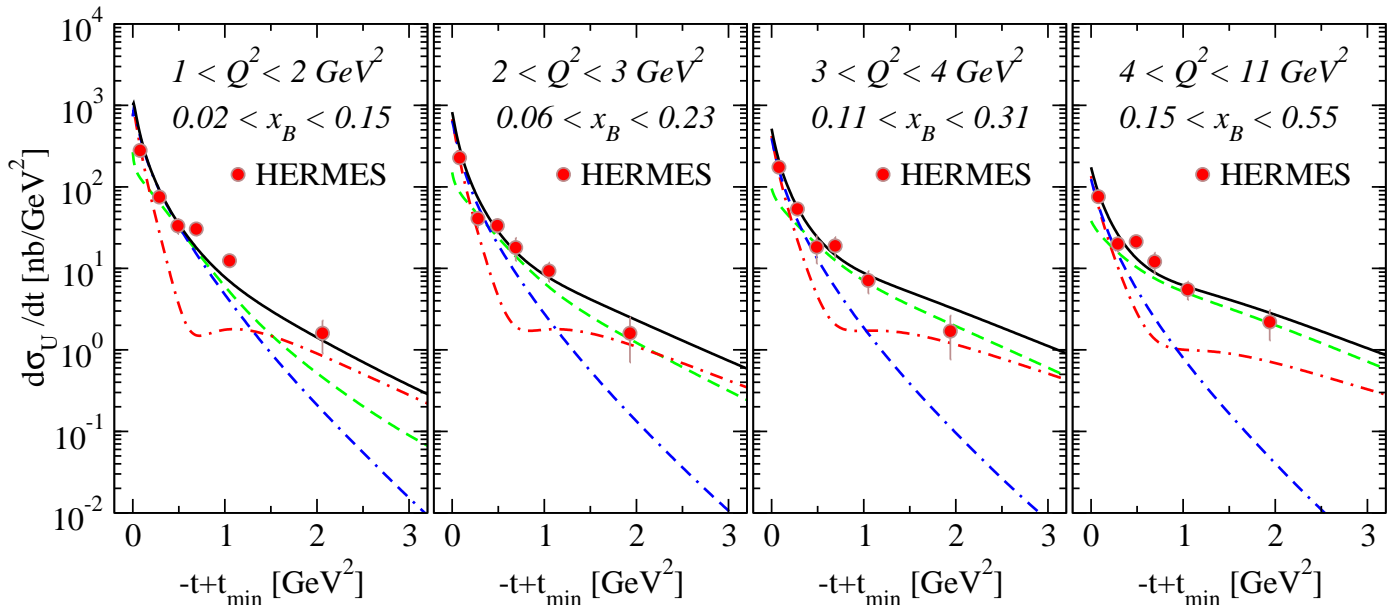 dσ_U/dt [nb/GeV^2]
10^4
10^3
10^2
10^1
10^0
10^-1
10^-2
1 < Q^2 < 2 GeV^2
0.02 < x_B < 0.15
HERMES
2 < Q^2 < 3 GeV^2
0.06 < x_B < 0.23
HERMES
3 < Q^2 < 4 GeV^2
0.11 < x_B < 0.31
HERMES
4 < Q^2 < 11 GeV^2
0.15 < x_B < 0.55
HERMES
0 1 2 3
0 1 2 3
0 1 2 3
0 1 2 3
-t+t_min [GeV^2]
-t+t_min [GeV^2]
-t+t_min [GeV^2]
-t+t_min [GeV^2]